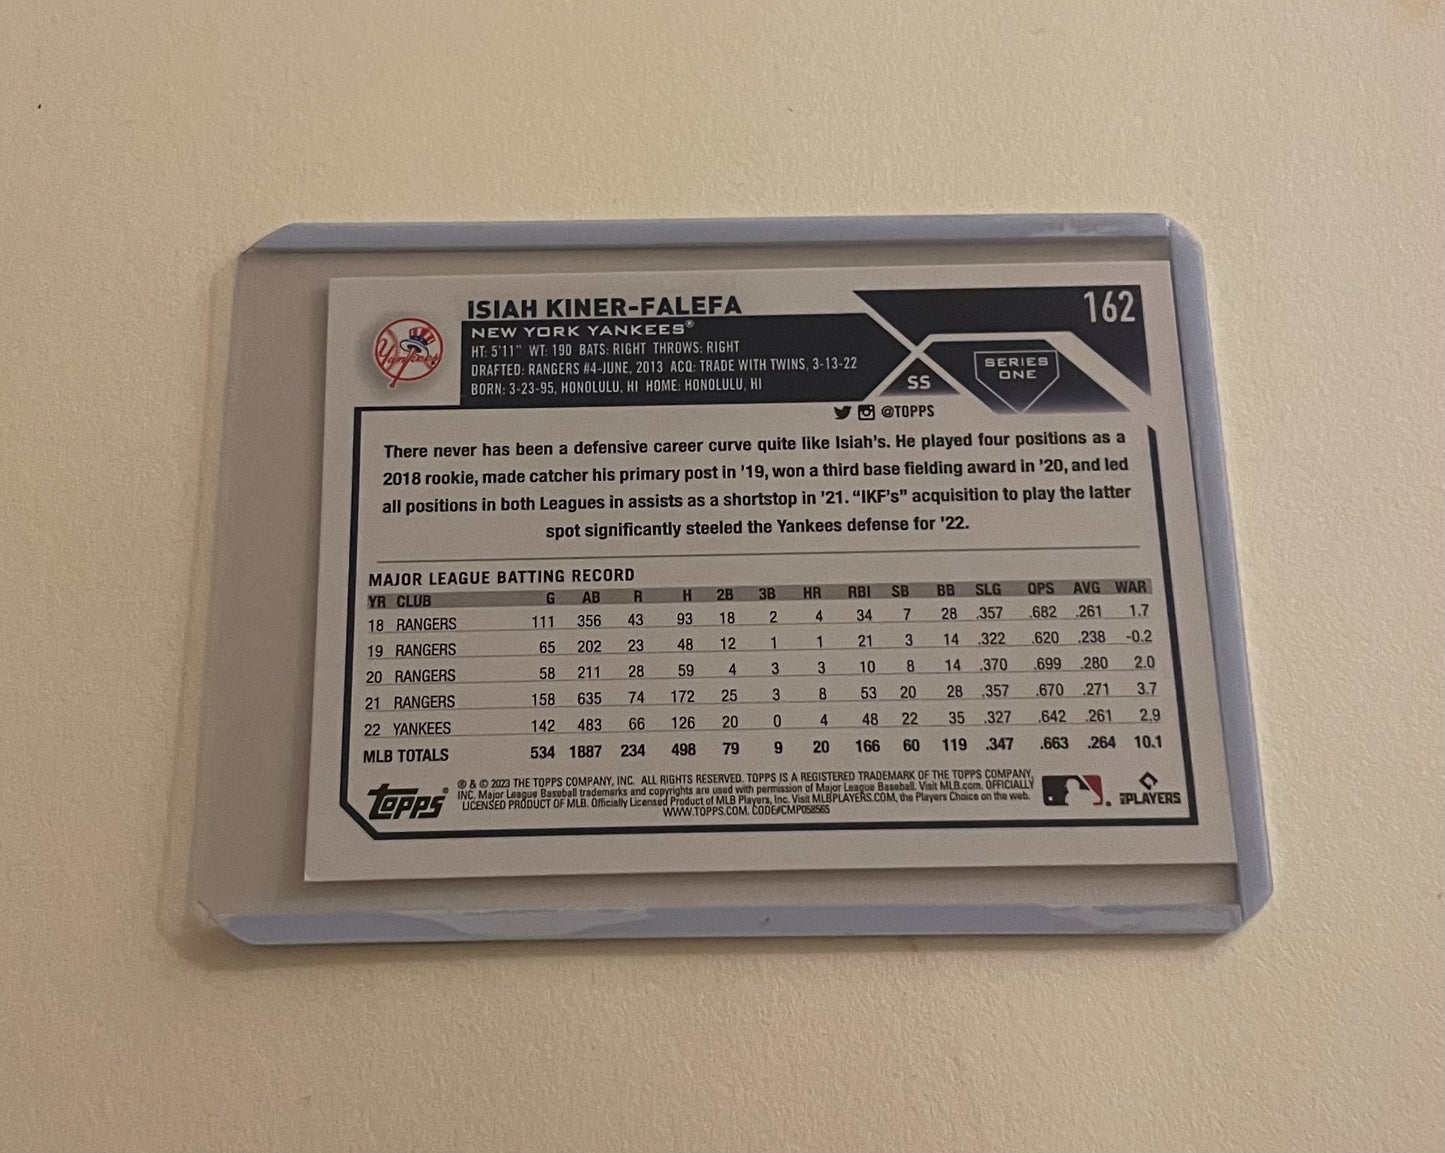 ISIAH KINER-FALEFA
162
NEW YORK YANKEES®
HT: 5'11" WT: 190 BATS: RIGHT THROWS: RIGHT
DRAFTED: RANGERS #4-JUNE, 2013 ACQ: TRADE WITH TWINS, 3-13-22
BORN: 3-23-95, HONOLULU, HI HOME: HONOLULU, HI
Yankees
SS
SERIES
ONE
@TOPPS
There never has been a defensive career curve quite like Isiah's. He played four positions as a
2018 rookie, made catcher his primary post in '19, won a third base fielding award in '20, and led
all positions in both Leagues in assists as a shortstop in '21. “IKF's” acquisition to play the latter
spot significantly steeled the Yankees defense for '22.
MAJOR LEAGUE BATTING RECORD
YR CLUB G AB R H 2B 3B HR RBI SB BB SLG OPS AVG WAR
18 RANGERS 111 356 43 93 18 2 4 34 7 28 .357 .682 .261 1.7
19 RANGERS 65 202 23 48 12 1 1 21 3 14 .322 .620 .238 -0.2
20 RANGERS 58 211 28 59 4 3 3 10 8 14 .370 .699 .280 2.0
21 RANGERS 158 635 74 172 25 3 8 53 20 28 .357 .670 .271 3.7
22 YANKEES 142 483 66 126 20 0 4 48 22 35 .327 .642 .261 2.9
MLB TOTALS 534 1887 234 498 79 9 20 166 60 119 .347 .663 .264 10.1
topps®
® & © 2023 THE TOPPS COMPANY, INC. ALL RIGHTS RESERVED. TOPPS IS A REGISTERED TRADEMARK OF THE TOPPS COMPANY,
INC. Major League Baseball trademarks and copyrights are used with permission of Major League Baseball. Visit MLB.com. OFFICIALLY
LICENSED PRODUCT OF MLB. Officially Licensed Product of MLB Players, Inc. Visit MLBPLAYERS.COM, the Players Choice on the web.
WWW.TOPPS.COM. CODE#CMP058565
MLB PLAYERS